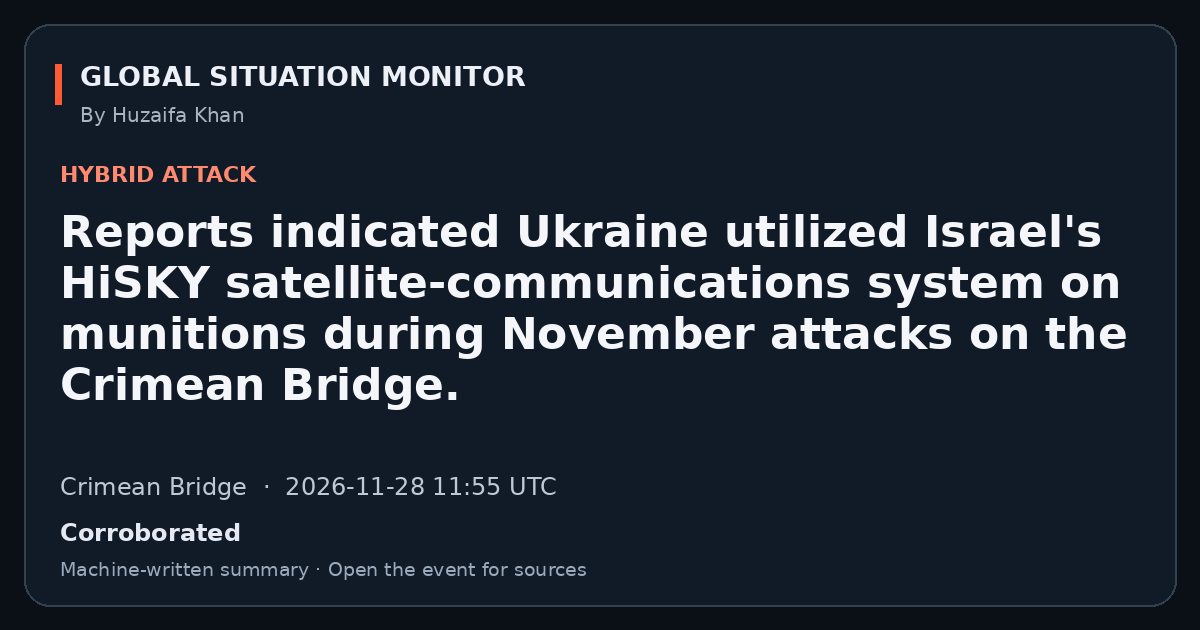 GLOBAL SITUATION MONITOR
By Huzaifa Khan
HYBRID ATTACK
Reports indicated Ukraine utilized Israel's
HiSKY satellite-communications system on
munitions during November attacks on the
Crimean Bridge.
Crimean Bridge · 2026-11-28 11:55 UTC
Corroborated
Machine-written summary · Open the event for sources